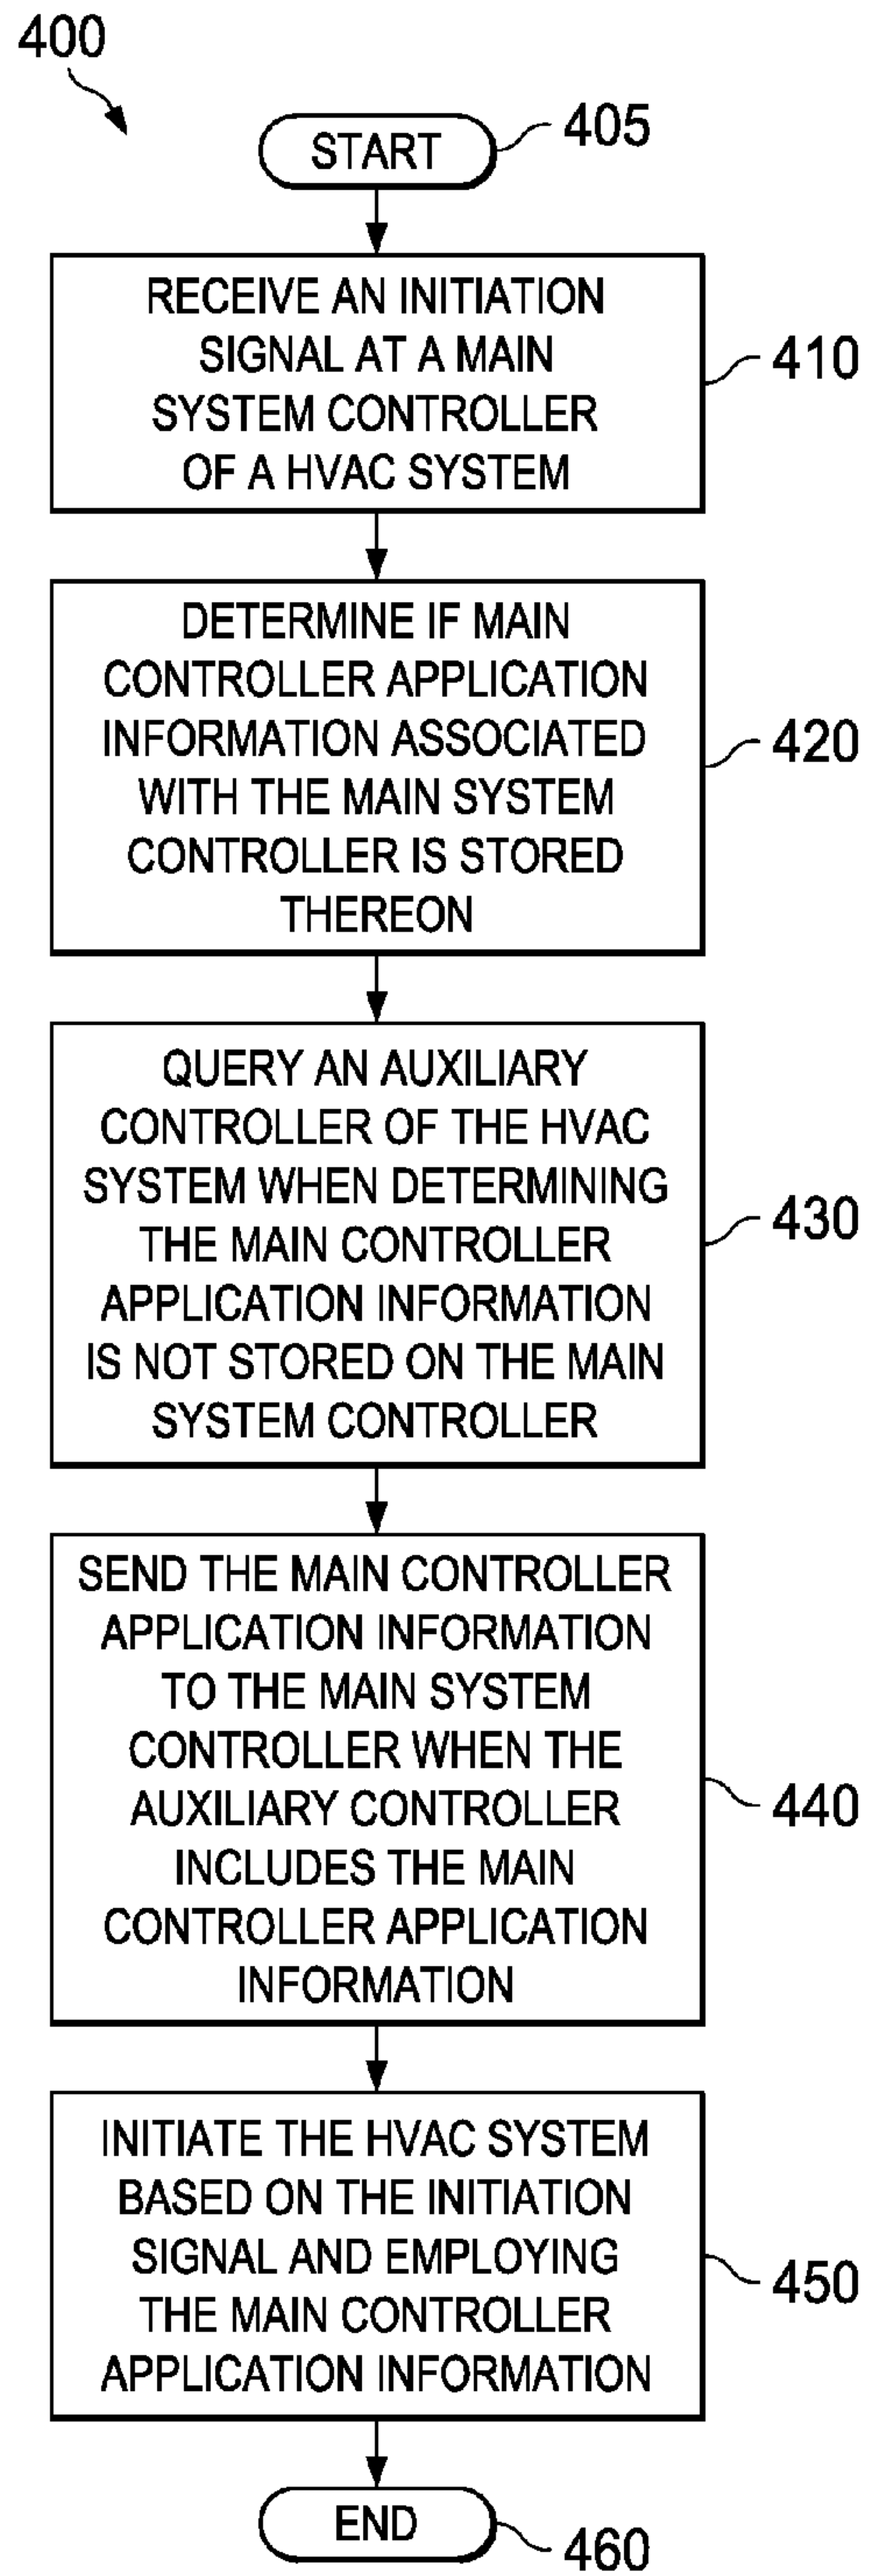 400
START
405
RECEIVE AN INITIATION
SIGNAL AT A MAIN
SYSTEM CONTROLLER
OF A HVAC SYSTEM
410
DETERMINE IF MAIN
CONTROLLER APPLICATION
INFORMATION ASSOCIATED
WITH THE MAIN SYSTEM
CONTROLLER IS STORED
THEREON
420
QUERY AN AUXILIARY
CONTROLLER OF THE HVAC
SYSTEM WHEN DETERMINING
THE MAIN CONTROLLER
APPLICATION INFORMATION
IS NOT STORED ON THE MAIN
SYSTEM CONTROLLER
430
SEND THE MAIN CONTROLLER
APPLICATION INFORMATION
TO THE MAIN SYSTEM
CONTROLLER WHEN THE
AUXILIARY CONTROLLER
INCLUDES THE MAIN
CONTROLLER APPLICATION
INFORMATION
440
INITIATE THE HVAC SYSTEM
BASED ON THE INITIATION
SIGNAL AND EMPLOYING
THE MAIN CONTROLLER
APPLICATION INFORMATION
450
END
460